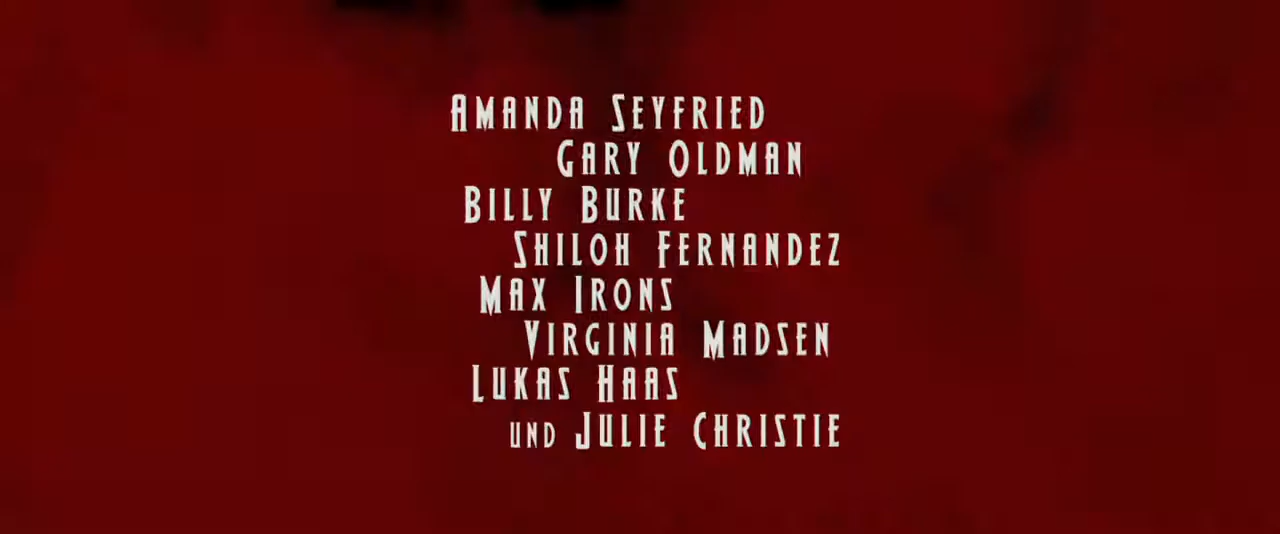 Amanda Seyfried
Gary Oldman
Billy Burke
Shiloh Fernandez
Max Irons
Virginia Madsen
Lukas Haas
und Julie Christie